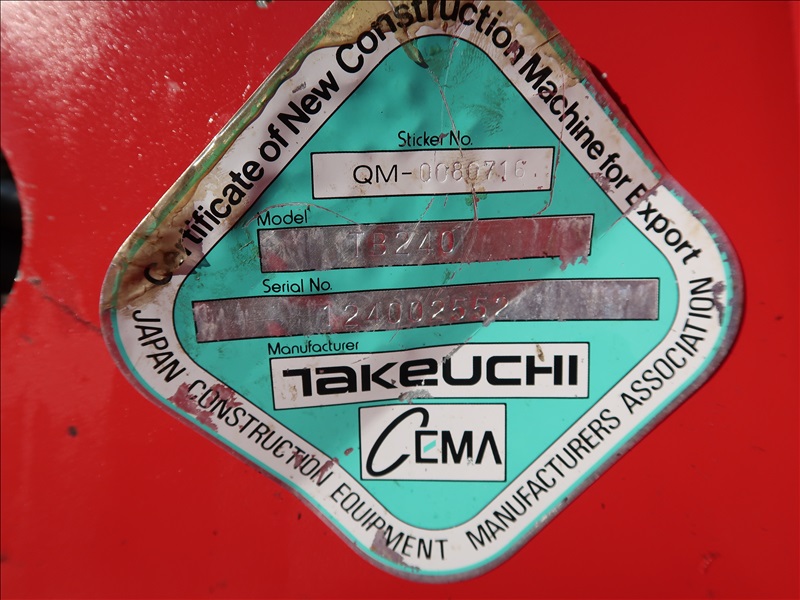 Certificate of New Construction Machine for Export
Sticker No.
QM-0080716
Model
TB240
Serial No.
124002552
Manufacturer
TAKEUCHI
CEMA
JAPAN CONSTRUCTION EQUIPMENT MANUFACTURERS ASSOCIATION